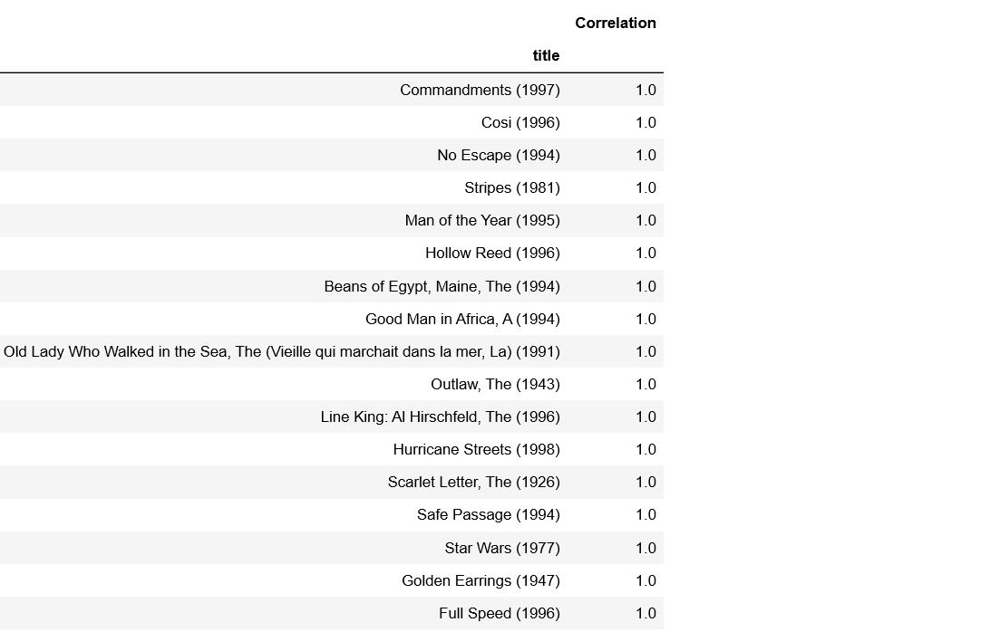 Correlation
title
Commandments (1997) 1.0
Cosi (1996) 1.0
No Escape (1994) 1.0
Stripes (1981) 1.0
Man of the Year (1995) 1.0
Hollow Reed (1996) 1.0
Beans of Egypt, Maine, The (1994) 1.0
Good Man in Africa, A (1994) 1.0
Old Lady Who Walked in the Sea, The (Vieille qui marchait dans la mer, La) (1991) 1.0
Outlaw, The (1943) 1.0
Line King: Al Hirschfeld, The (1996) 1.0
Hurricane Streets (1998) 1.0
Scarlet Letter, The (1926) 1.0
Safe Passage (1994) 1.0
Star Wars (1977) 1.0
Golden Earrings (1947) 1.0
Full Speed (1996) 1.0